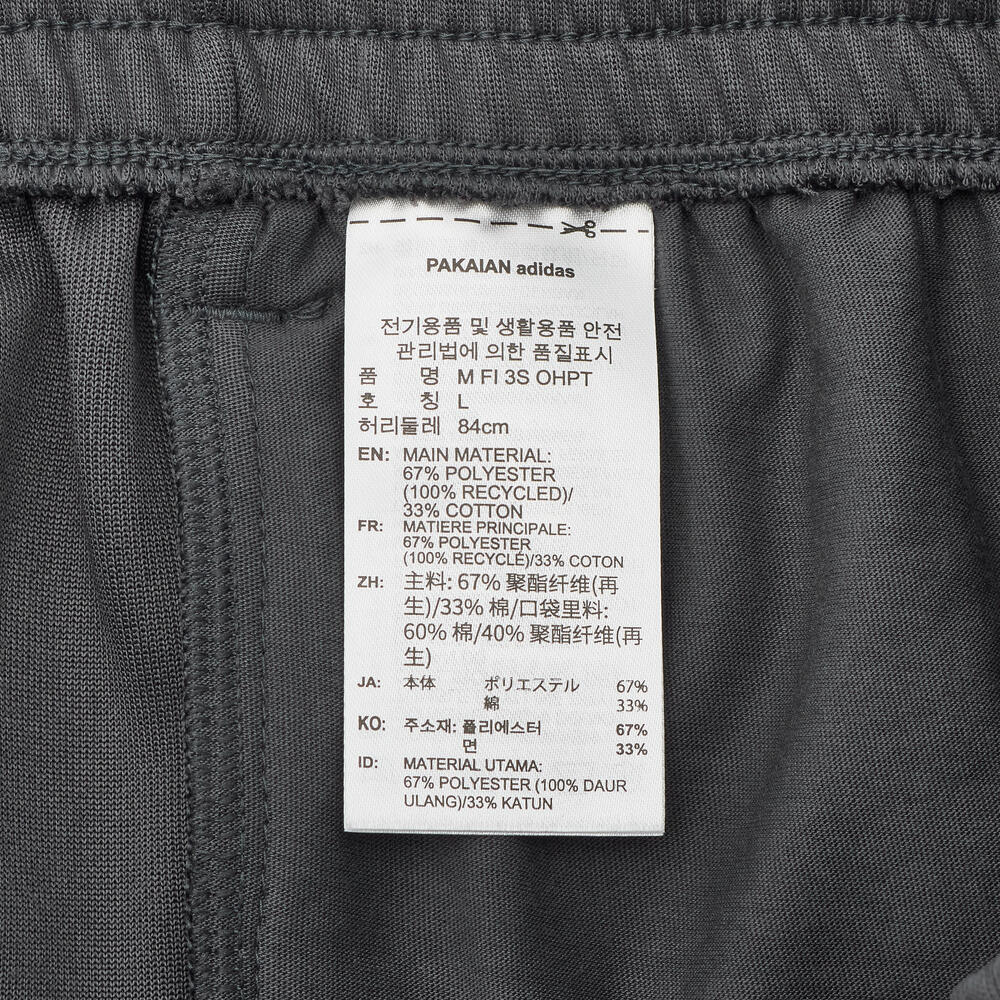 PAKAIAN adidas
전기용품 및 생활용품 안전
관리법에 의한 품질표시
품 명 M FI 3S OHPT
호 칭 L
허리둘레 84cm
EN: MAIN MATERIAL:
67% POLYESTER
(100% RECYCLED)/
33% COTTON
FR: MATIERE PRINCIPALE:
67% POLYESTER
(100% RECYCLÉ)/33% COTON
ZH: 主料: 67% 聚酯纤维(再
生)/33% 棉/口袋里料:
60% 棉/40% 聚酯纤维(再
生)
JA: 本体 ポリエステル 67%
綿 33%
KO: 주소재: 폴리에스터 67%
면 33%
ID: MATERIAL UTAMA:
67% POLYESTER (100% DAUR
ULANG)/33% KATUN